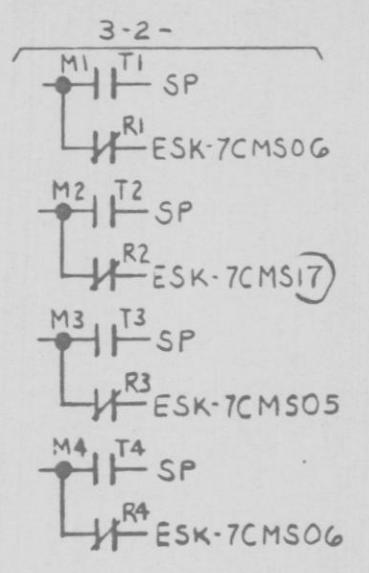 3-2-
M1 T1
SP
R1
ESK-7CMS06
M2 T2
SP
R2
ESK-7CMS17
M3 T3
SP
R3
ESK-7CMS05
M4 T4
SP
R4
ESK-7CMS06